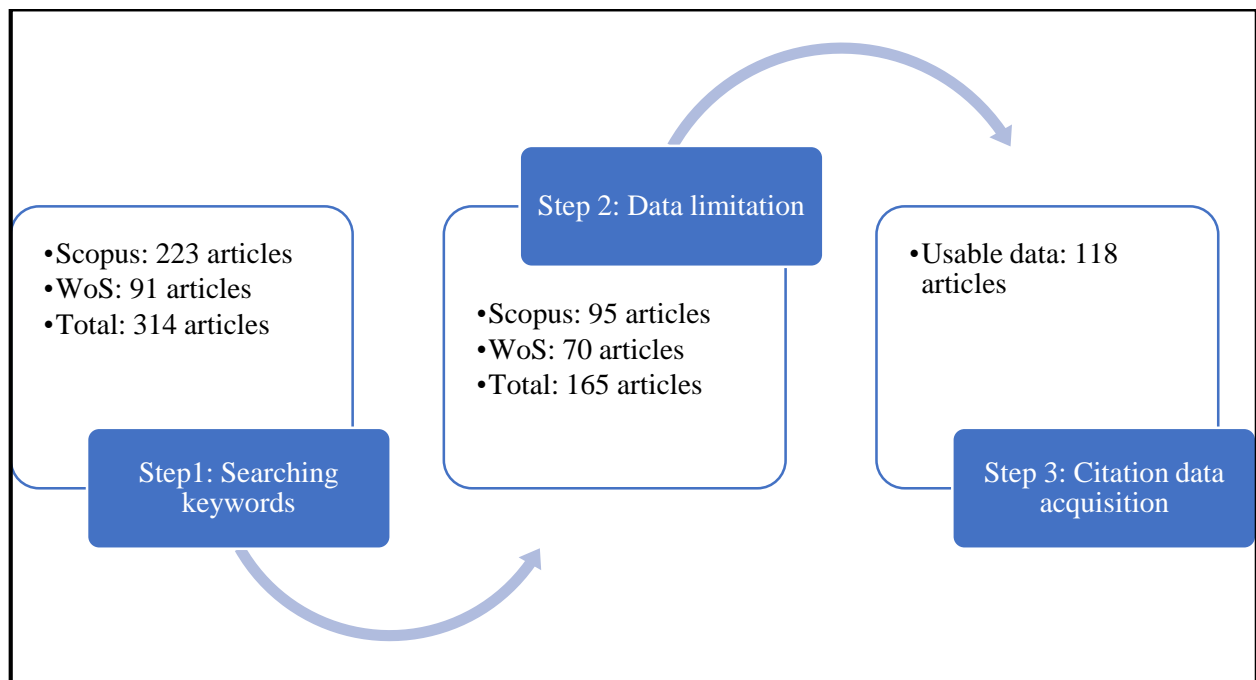 •Scopus: 223 articles
•WoS: 91 articles
•Total: 314 articles
Step1: Searching
keywords
Step 2: Data limitation
•Scopus: 95 articles
•WoS: 70 articles
•Total: 165 articles
•Usable data: 118
articles
Step 3: Citation data
acquisition